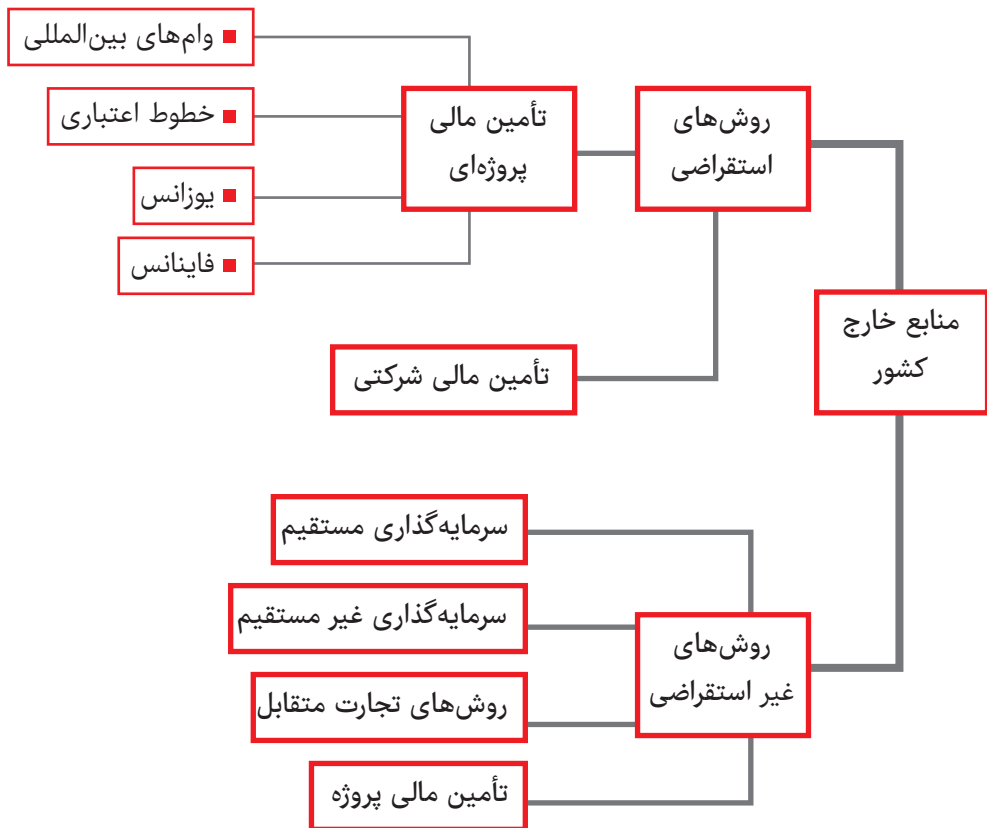 منابع خارج
کشور
روش‌های
استقراضی
تأمین مالی
پروژه‌ای
وام‌های بین‌المللی
خطوط اعتباری
یوزانس
فاینانس
تأمین مالی شرکتی
روش‌های
غیر استقراضی
سرمایه‌گذاری مستقیم
سرمایه‌گذاری غیر مستقیم
روش‌های تجارت متقابل
تأمین مالی پروژه